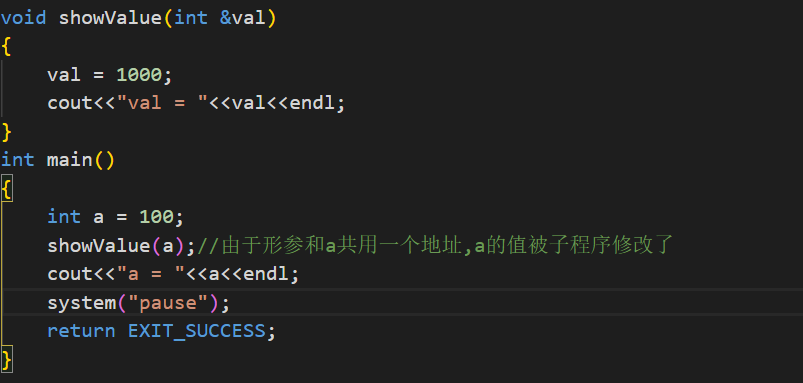 void showValue(int &val)
{
    val = 1000;
    cout<<"val = "<<val<<endl;
}
int main()
{
    int a = 100;
    showValue(a);//由于形参和a共用一个地址,a的值被子程序修改了
    cout<<"a = "<<a<<endl;
    system("pause");
    return EXIT_SUCCESS;
}